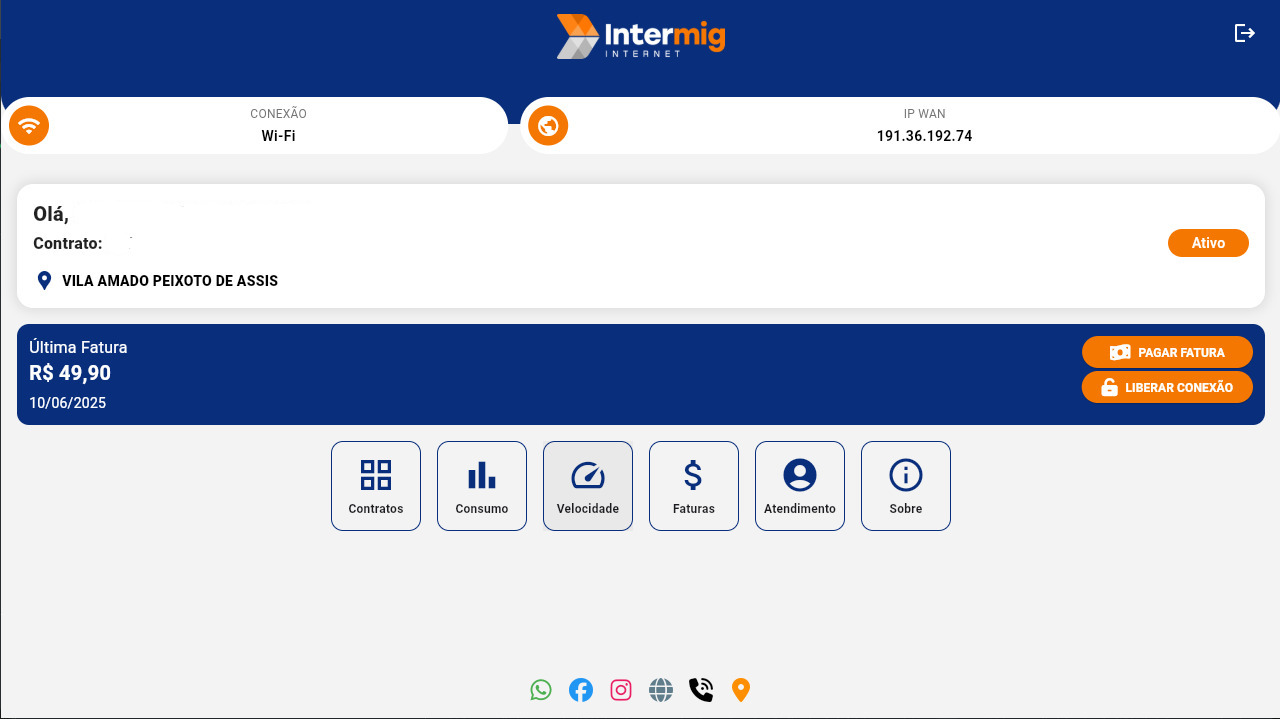 Intermig
INTERNET
CONEXÃO
Wi-Fi
IP WAN
191.36.192.74
Olá,
Contrato:
Ativo
VILA AMADO PEIXOTO DE ASSIS
Última Fatura
R$ 49,90
10/06/2025
PAGAR FATURA
LIBERAR CONEXÃO
Contratos
Consumo
Velocidade
Faturas
Atendimento
Sobre